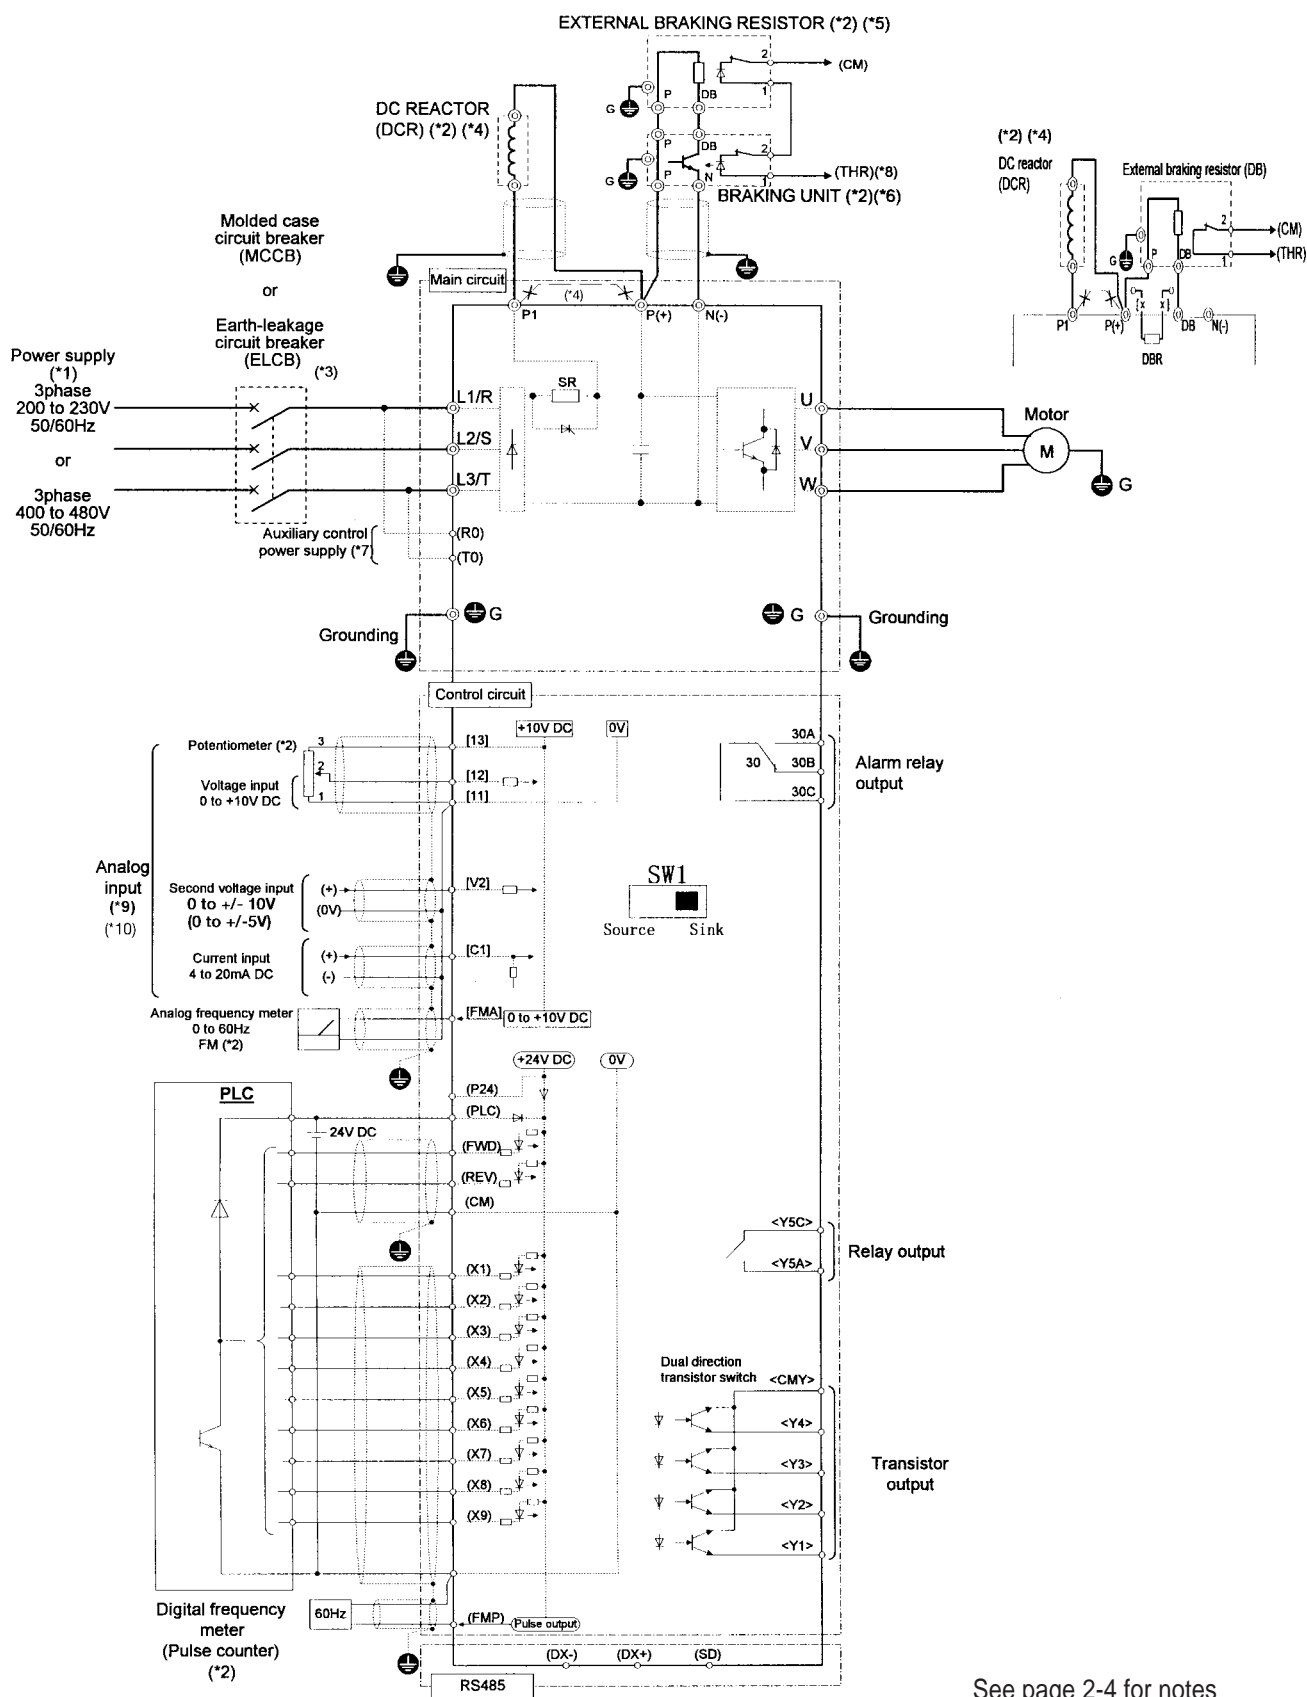 EXTERNAL BRAKING RESISTOR (*2) (*5)
2
(CM)
1
P
DB
G
DC REACTOR
(DCR) (*2) (*4)
P
DB
2
G
P
N
1
(THR)(*8)
BRAKING UNIT (*2)(*6)
(*2) (*4)
DC reactor
(DCR)
External braking resistor (DB)
2
(CM)
(THR)
1
G
P
DB
P1
P(+)
DB
N(-)
DBR
Molded case
circuit breaker
(MCCB)
or
Earth-leakage
circuit breaker
(ELCB)
(*3)
Main circuit
(*4)
P1
P(+)
N(-)
Power supply
(*1)
3phase
200 to 230V
50/60Hz
or
3phase
400 to 480V
50/60Hz
L1/R
L2/S
L3/T
SR
U
V
W
Motor
M
G
Auxiliary control
power supply (*7)
(R0)
(T0)
G
Grounding
G
Grounding
Control circuit
+10V DC
0V
Potentiometer (*2)
3
2
1
[13]
[12]
[11]
Voltage input
0 to +10V DC
30
30A
30B
30C
Alarm relay
output
Analog
input
(*9)
(*10)
Second voltage input
0 to +/- 10V
(0 to +/-5V)
(+)
(0V)
[V2]
SW1
Source
Sink
Current input
4 to 20mA DC
(+)
(-)
[C1]
Analog frequency meter
0 to 60Hz
FM (*2)
[FMA]
0 to +10V DC
+24V DC
0V
PLC
(P24)
(PLC)
24V DC
(FWD)
(REV)
(CM)
(X1)
(X2)
(X3)
(X4)
(X5)
(X6)
(X7)
(X8)
(X9)
<Y5C>
<Y5A>
Relay output
Dual direction
transistor switch
<CMY>
<Y4>
<Y3>
<Y2>
<Y1>
Transistor
output
Digital frequency
meter
(Pulse counter)
(*2)
60Hz
(FMP)
Pulse output
(DX-)
(DX+)
(SD)
RS485
See page 2-4 for notes